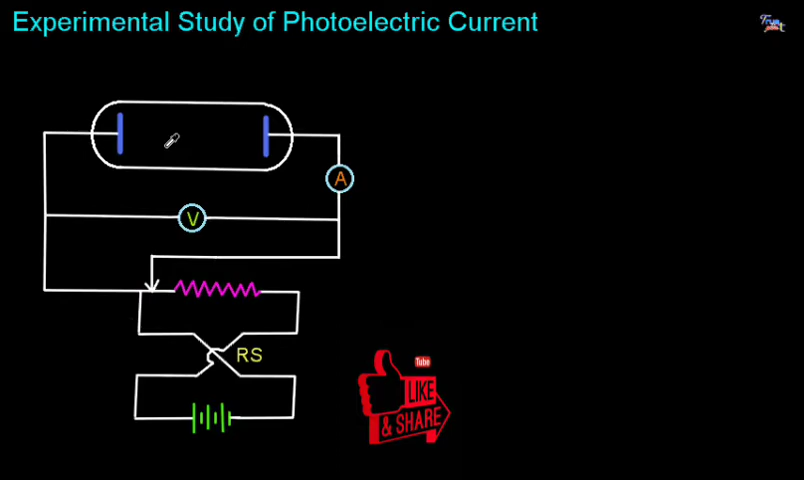 Experimental Study of Photoelectric Current
A
V
RS
Tube
LIKE
& SHARE